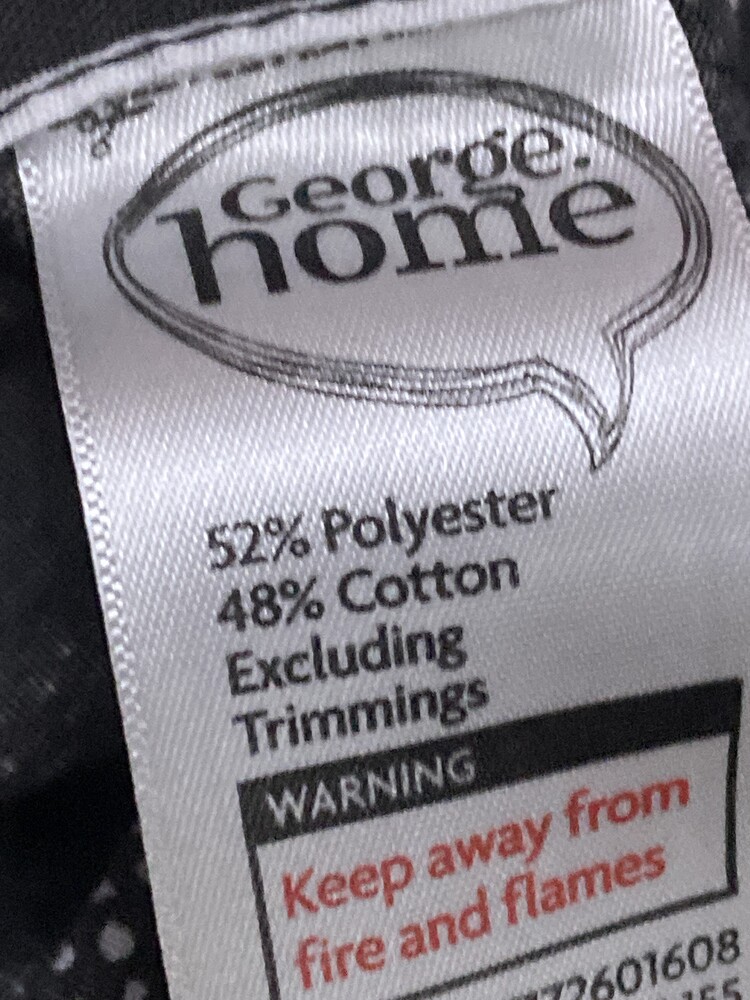 George.
home
52% Polyester
48% Cotton
Excluding
Trimmings
WARNING
Keep away from
fire and flames